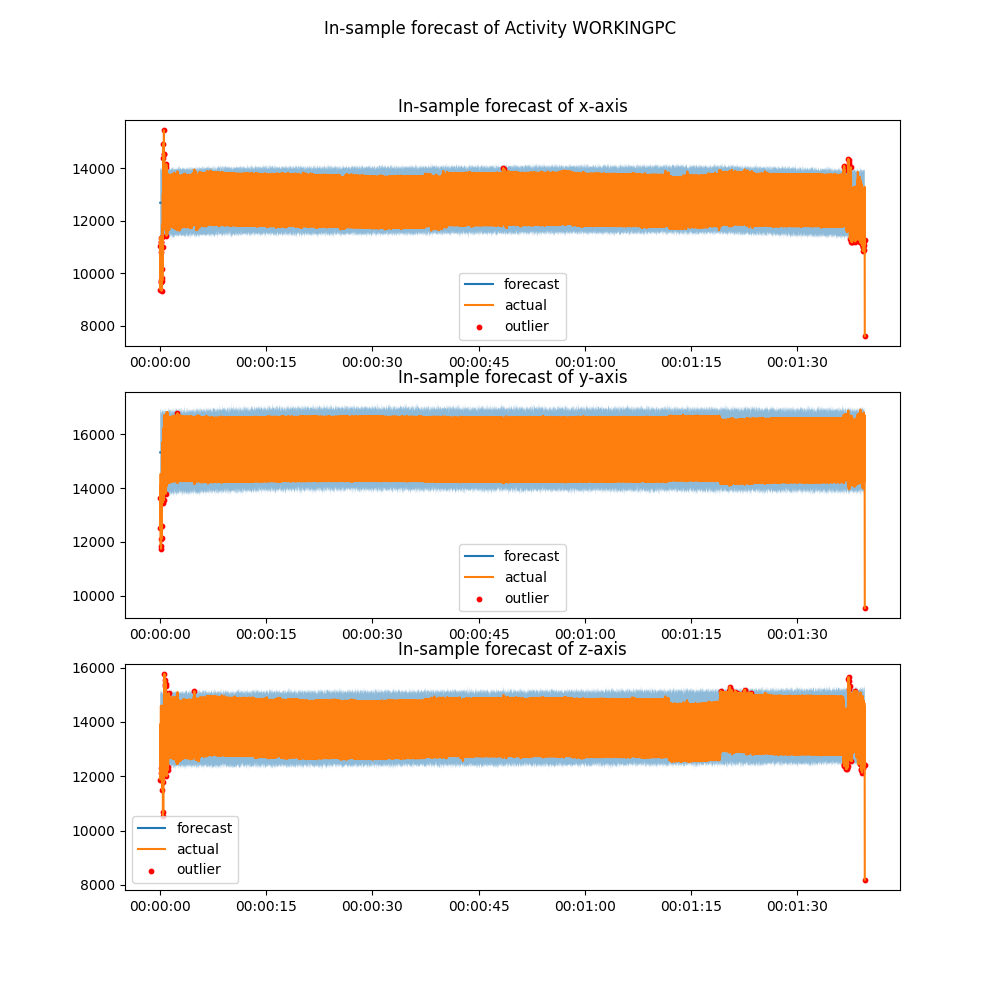 In-sample forecast of Activity WORKINGPC
In-sample forecast of x-axis
14000
12000
10000
8000
forecast
actual
outlier
00:00:00 00:00:15 00:00:30 00:00:45 00:01:00 00:01:15 00:01:30
In-sample forecast of y-axis
16000
14000
12000
10000
forecast
actual
outlier
00:00:00 00:00:15 00:00:30 00:00:45 00:01:00 00:01:15 00:01:30
In-sample forecast of z-axis
16000
14000
12000
10000
8000
forecast
actual
outlier
00:00:00 00:00:15 00:00:30 00:00:45 00:01:00 00:01:15 00:01:30